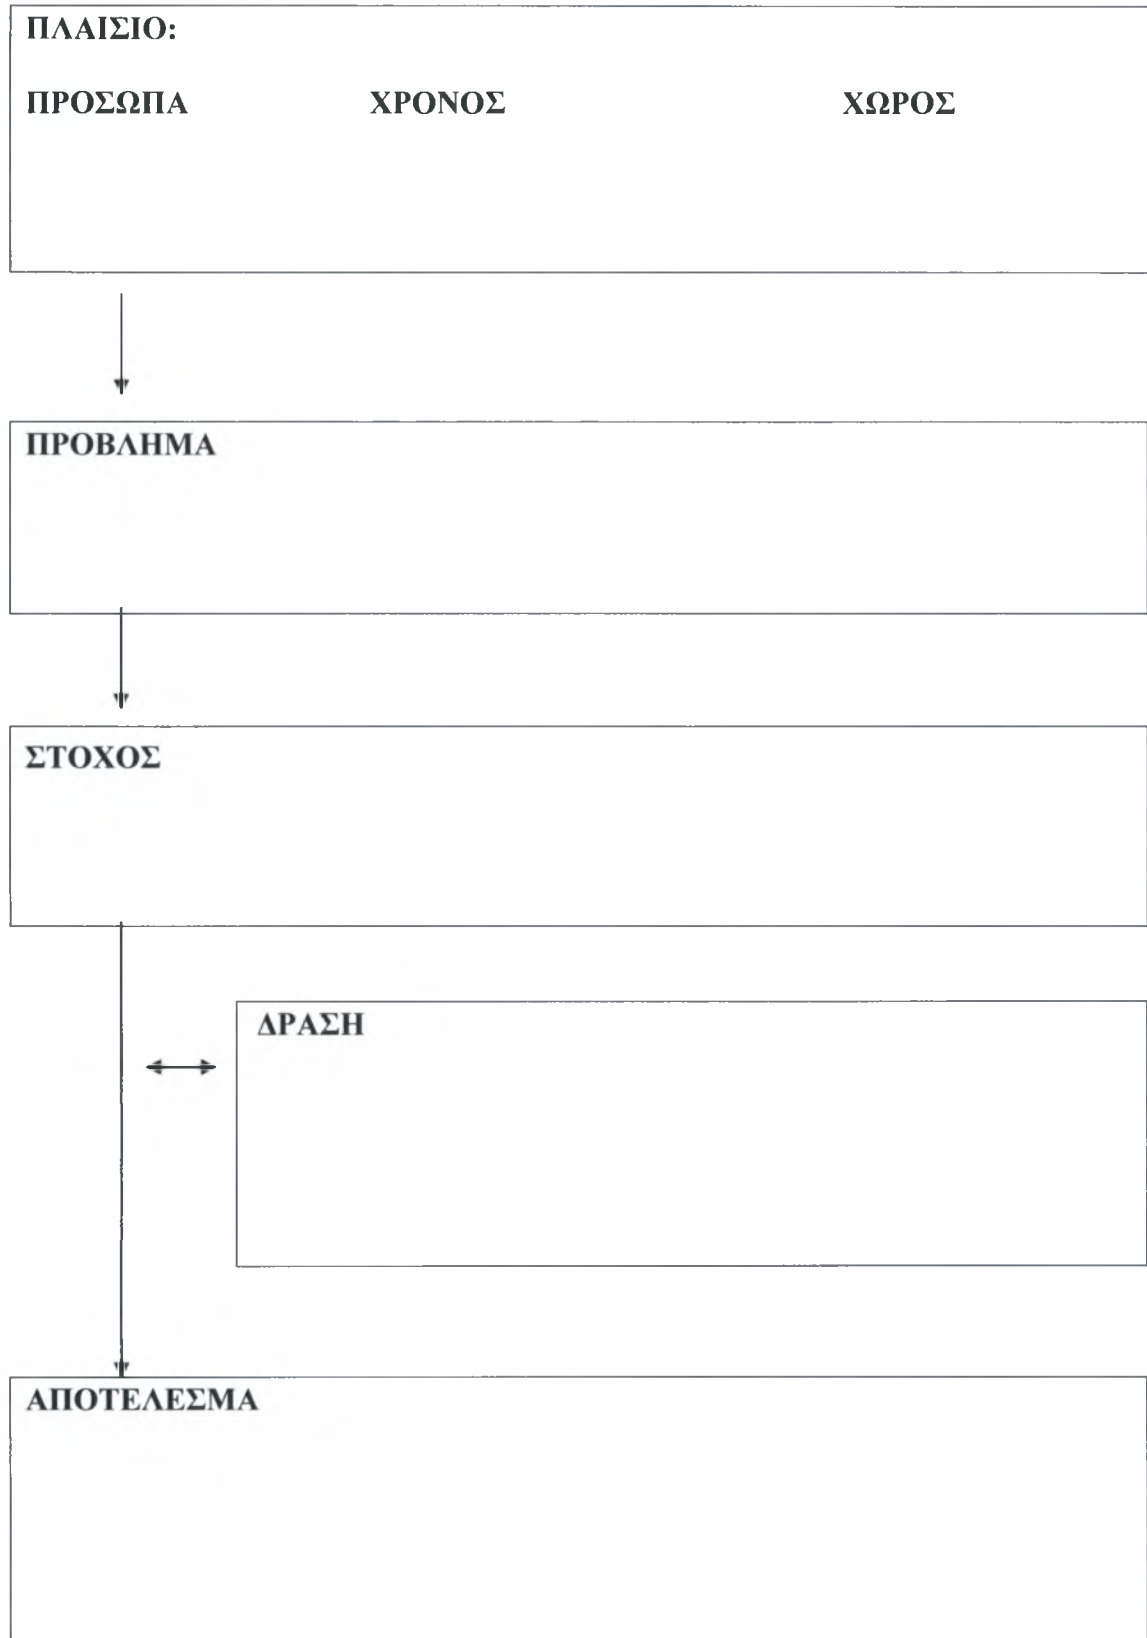 ΠΛΑΙΣΙΟ:
ΠΡΟΣΩΠΑ ΧΡΟΝΟΣ ΧΩΡΟΣ
ΠΡΟΒΛΗΜΑ
ΣΤΟΧΟΣ
ΔΡΑΣΗ
ΑΠΟΤΕΛΕΣΜΑ